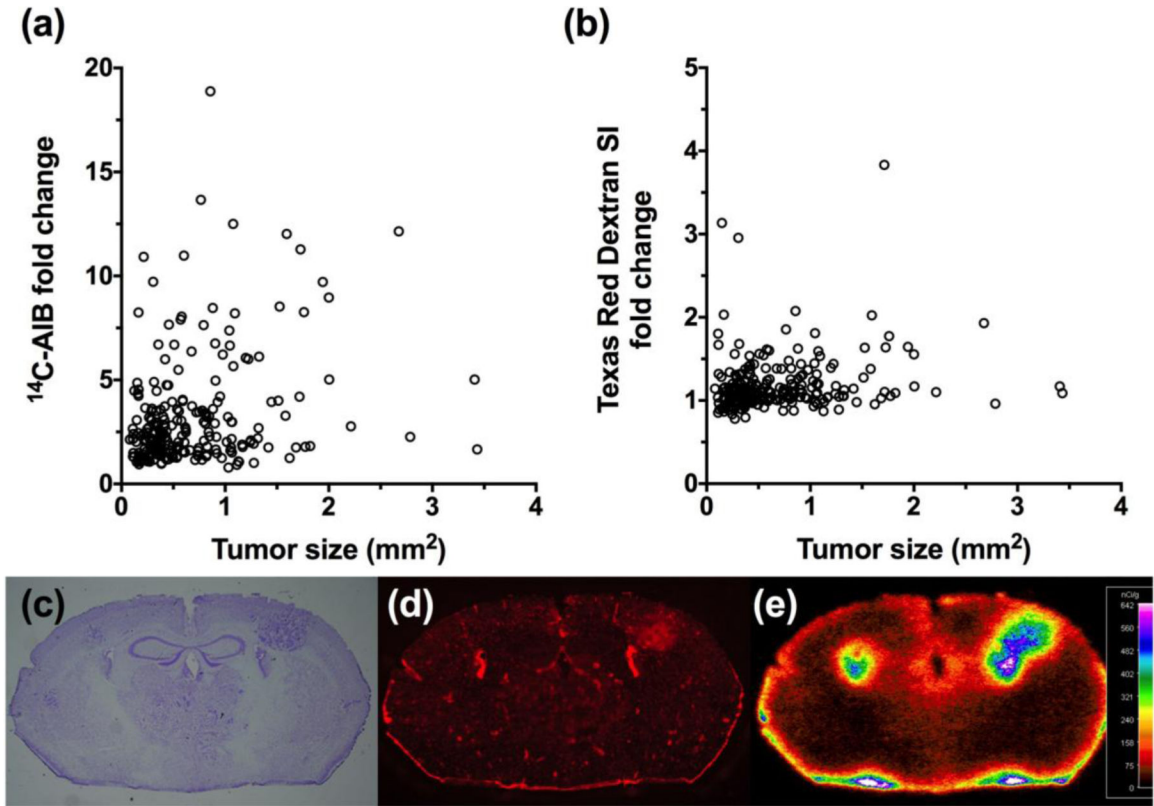 (a)
20
15
10
5
0
0 1 2 3 4
¹⁴C-AIB fold change
Tumor size (mm²)
(b)
5
4
3
2
1
0
0 1 2 3 4
Texas Red Dextran SI
fold change
Tumor size (mm²)
(c)
(d)
(e)
nCi/g
642
560
482
402
321
240
158
75
0